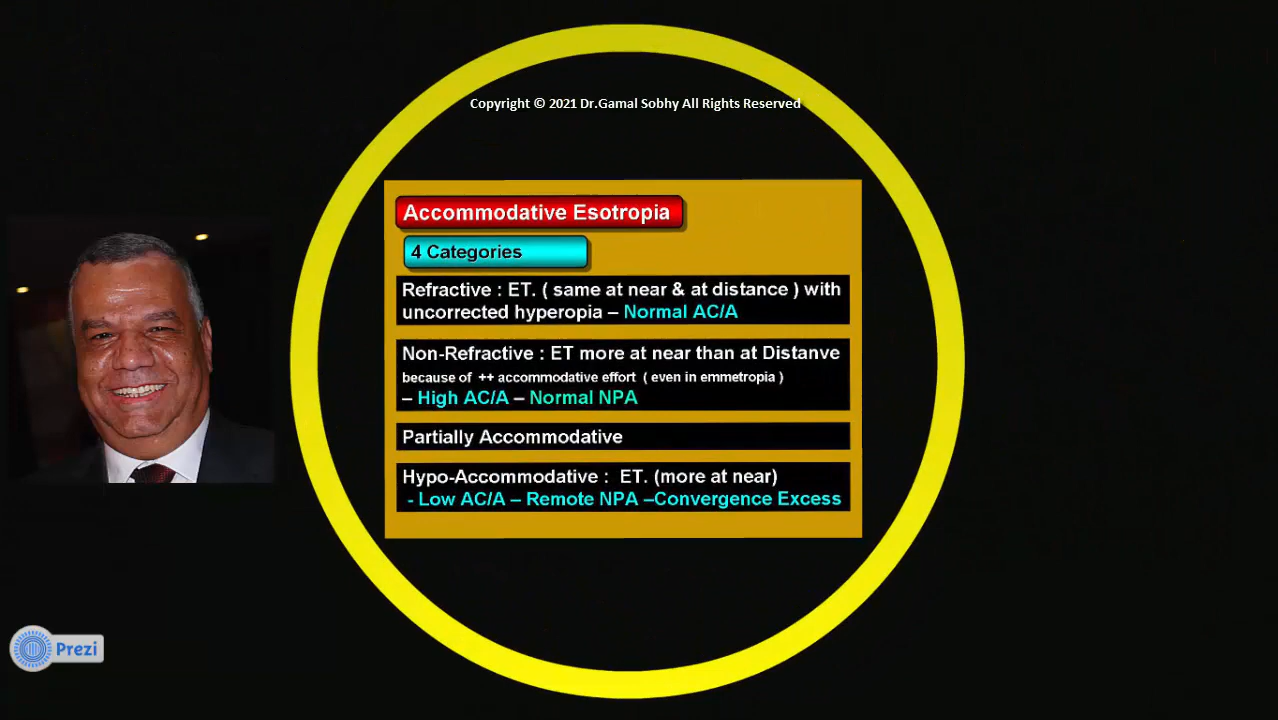 Copyright © 2021 Dr.Gamal Sobhy All Rights Reserved
Accommodative Esotropia
4 Categories
Refractive : ET. ( same at near & at distance ) with
uncorrected hyperopia – Normal AC/A
Non-Refractive : ET more at near than at Distanve
because of ++ accommodative effort ( even in emmetropia )
– High AC/A – Normal NPA
Partially Accommodative
Hypo-Accommodative : ET. (more at near)
- Low AC/A – Remote NPA –Convergence Excess
Prezi